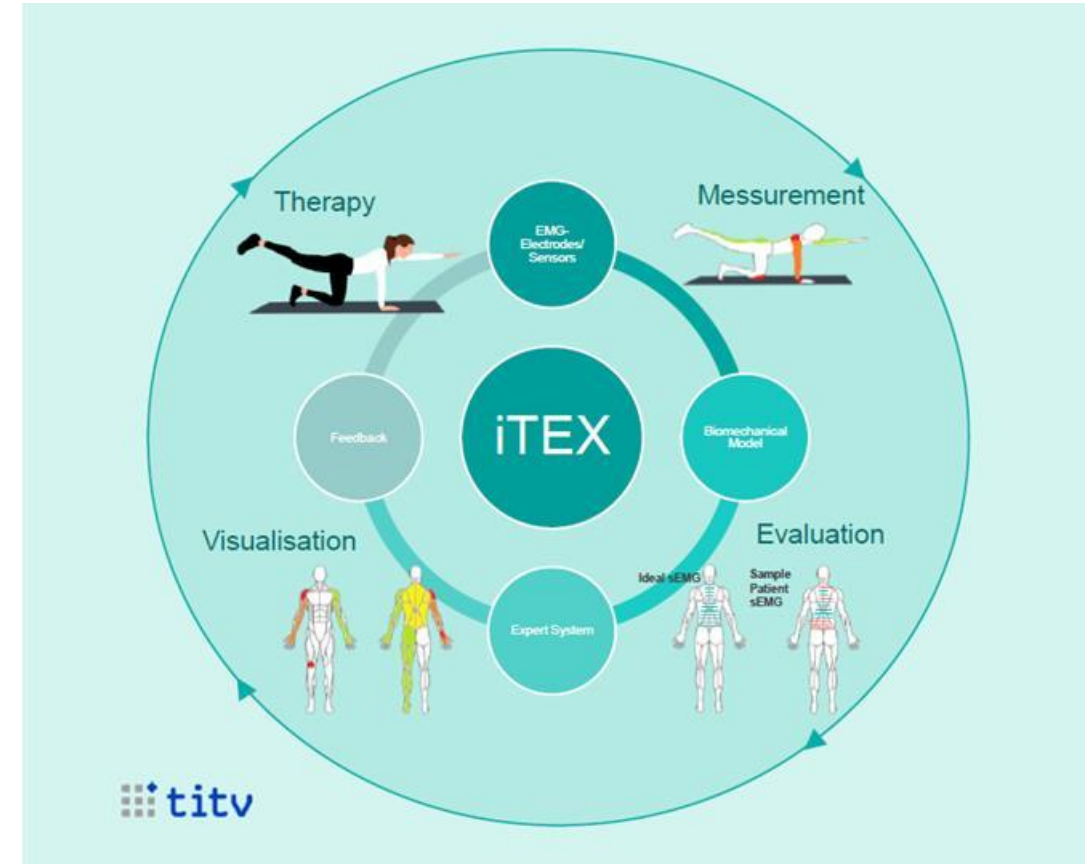 Therapy
Messurement
EMG-
Electrodes/
Sensors
iTEX
Feedback
Biomechanical
Model
Visualisation
Evaluation
Ideal sEMG
Sample
Patient
sEMG
Expert System
titv